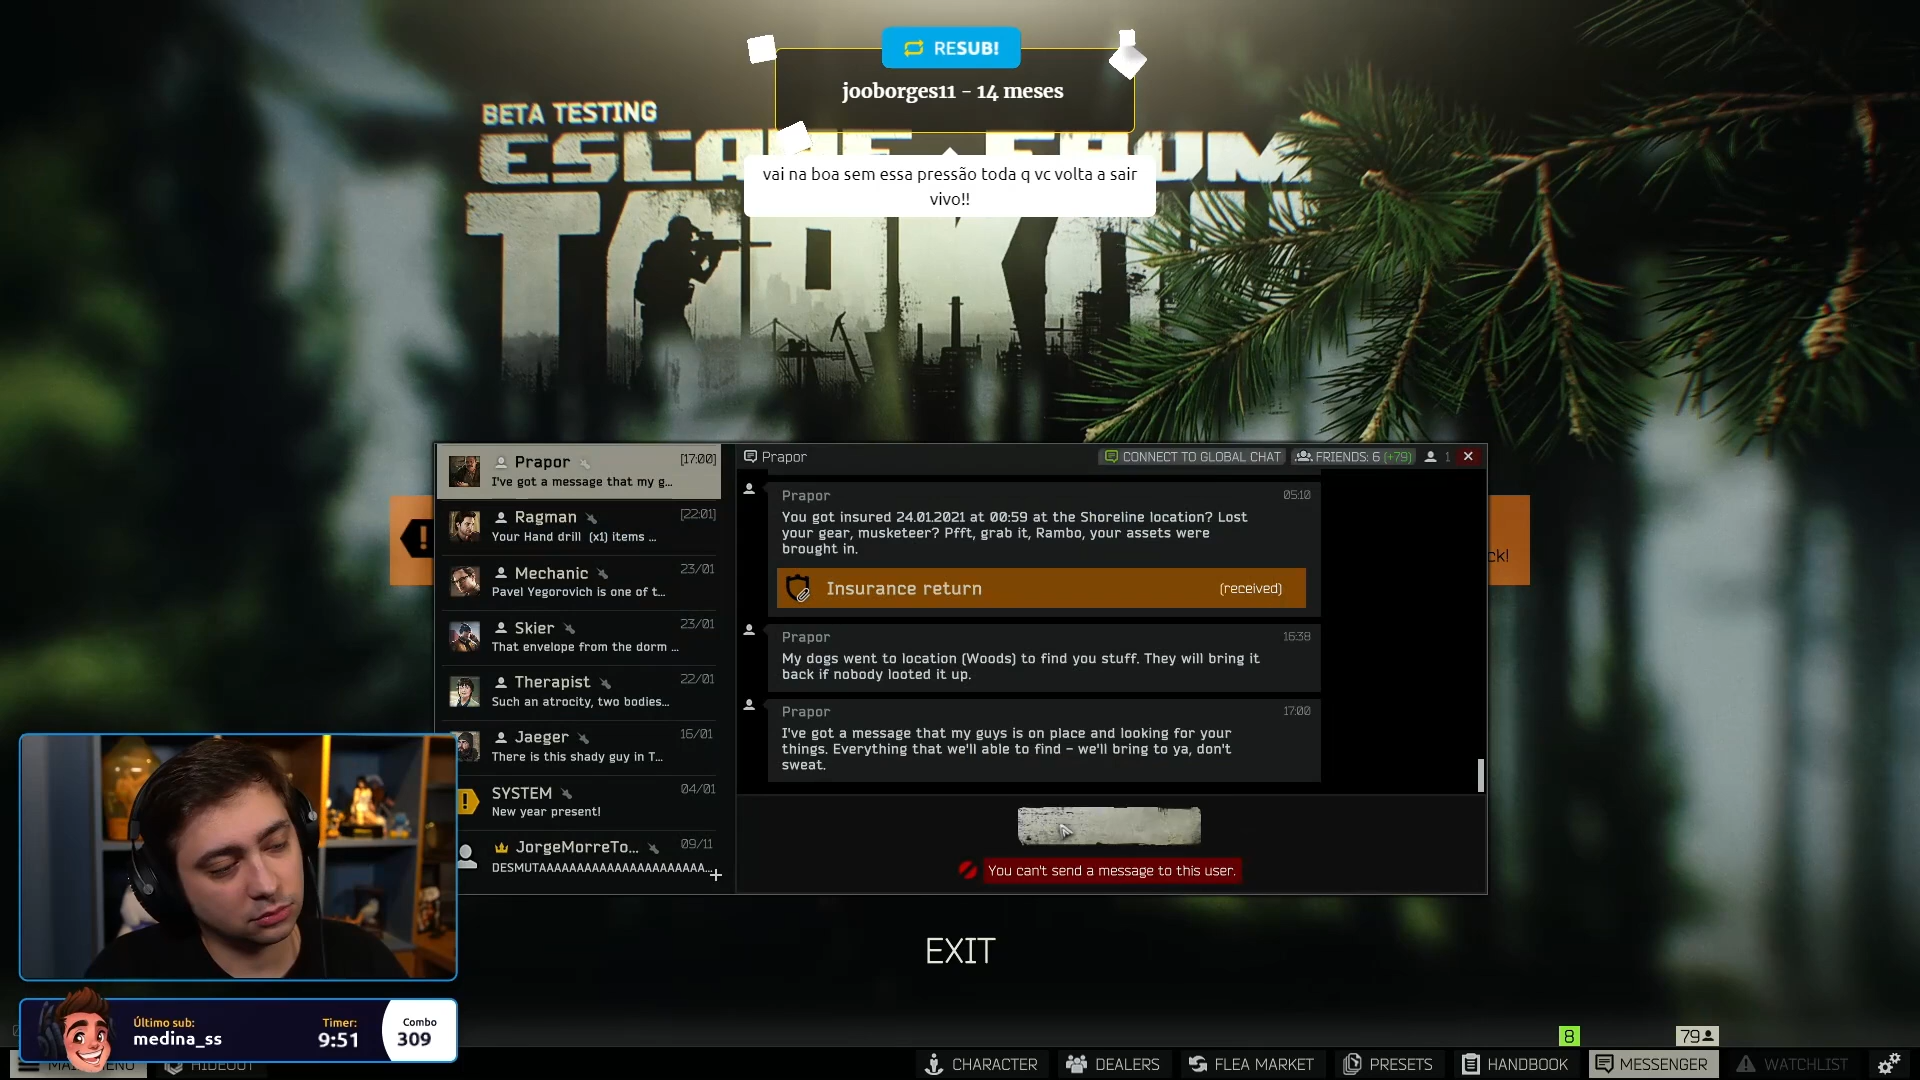 RESUB!
jooborges11 - 14 meses
BETA TESTING
ESCAPE FROM
TARKOV
vai na boa sem essa pressão toda q vc volta a sair
vivo!!
Prapor
[17:00]
I've got a message that my g...
Ragman
[22:01]
Your Hand drill (x1) items ...
Mechanic
23/01
Pavel Yegorovich is one of t...
Skier
23/01
That envelope from the dorm ...
Therapist
22/01
Such an atrocity, two bodies...
Jaeger
16/01
There is this shady guy in T...
SYSTEM
04/01
New year present!
JorgeMorreTo...
09/11
DESMUTAAAAAAAAAAAAAAAAAAAAAAA...
Prapor
CONNECT TO GLOBAL CHAT
FRIENDS: 6 (+79)
1
Prapor
05:10
You got insured 24.01.2021 at 00:59 at the Shoreline location? Lost
your gear, musketeer? Pfft, grab it, Rambo, your assets were
brought in.
Insurance return
(received)
Prapor
16:38
My dogs went to location (Woods) to find you stuff. They will bring it
back if nobody looted it up.
Prapor
17:00
I've got a message that my guys is on place and looking for your
things. Everything that we'll able to find – we'll bring to ya, don't
sweat.
You can't send a message to this user.
ck!
EXIT
Último sub:
medina_ss
Timer:
9:51
Combo
309
8
79
MAIN MENU
HIDEOUT
CHARACTER
DEALERS
FLEA MARKET
PRESETS
HANDBOOK
MESSENGER
WATCHLIST